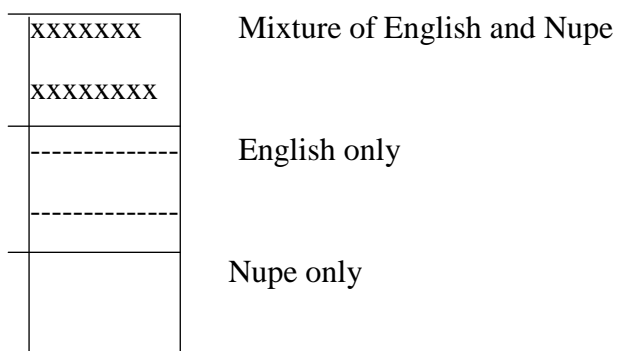 xxxxxxx Mixture of English and Nupe
xxxxxxxx
------------- English only
-------------
Nupe only